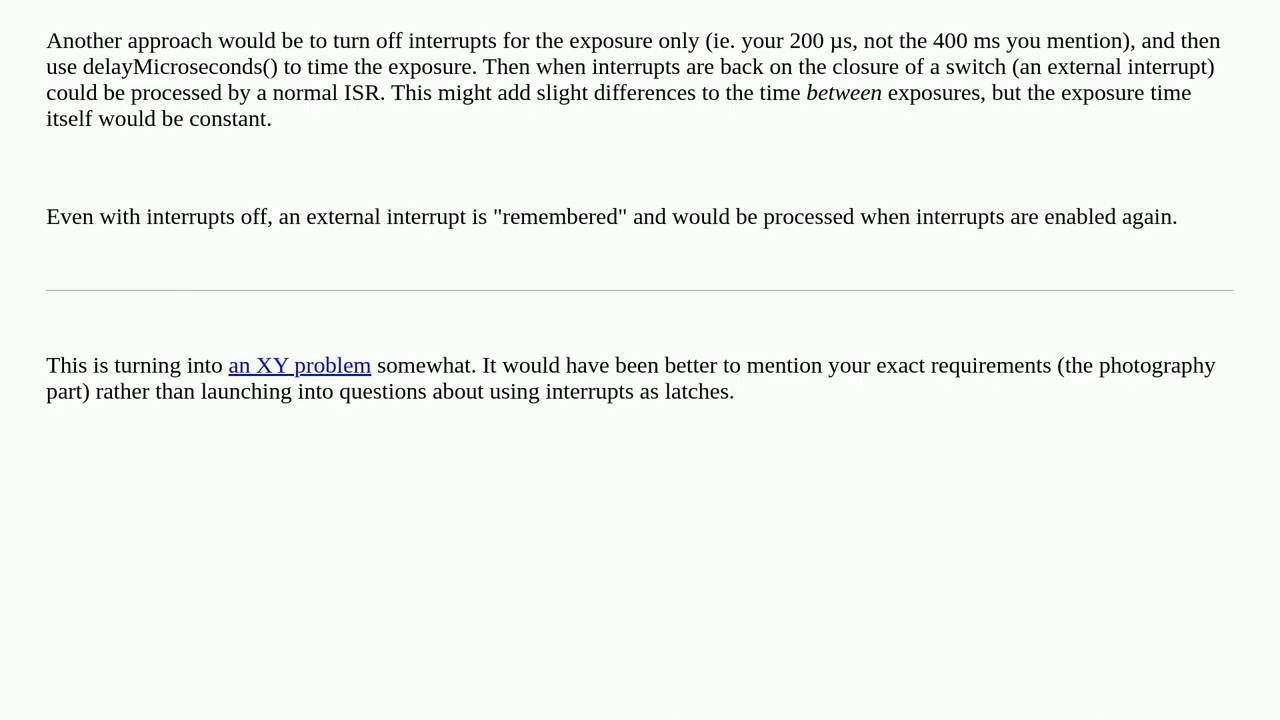 Another approach would be to turn off interrupts for the exposure only (ie. your 200 µs, not the 400 ms you mention), and then
use delayMicroseconds() to time the exposure. Then when interrupts are back on the closure of a switch (an external interrupt)
could be processed by a normal ISR. This might add slight differences to the time between exposures, but the exposure time
itself would be constant.
Even with interrupts off, an external interrupt is "remembered" and would be processed when interrupts are enabled again.
This is turning into an XY problem somewhat. It would have been better to mention your exact requirements (the photography
part) rather than launching into questions about using interrupts as latches.